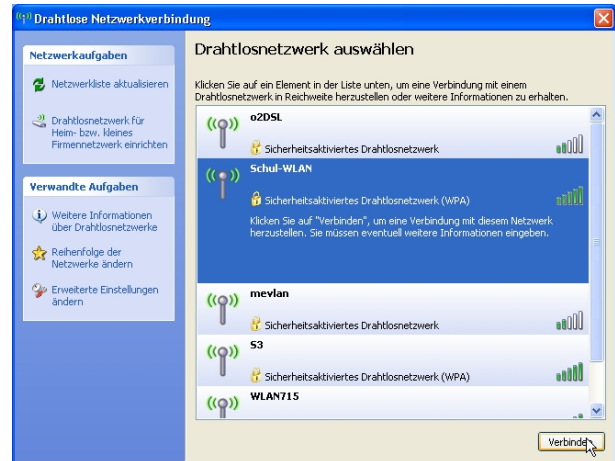 Drahtlose Netzwerkverbindung
Netzwerkaufgaben
Netzwerkliste aktualisieren
Drahtlosnetzwerk für
Heim- bzw. kleines
Firmennetzwerk einrichten
Verwandte Aufgaben
Weitere Informationen
über Drahtlosnetzwerke
Reihenfolge der
Netzwerke ändern
Erweiterte Einstellungen
ändern
Drahtlosnetzwerk auswählen
Klicken Sie auf ein Element in der Liste unten, um eine Verbindung mit einem
Drahtlosnetzwerk in Reichweite herzustellen oder weitere Informationen zu erhalten.
o2DSL
Sicherheitsaktiviertes Drahtlosnetzwerk
Schul-WLAN
Sicherheitsaktiviertes Drahtlosnetzwerk (WPA)
Klicken Sie auf "Verbinden", um eine Verbindung mit diesem Netzwerk
herzustellen. Sie müssen eventuell weitere Informationen eingeben.
mevlan
Sicherheitsaktiviertes Drahtlosnetzwerk
S3
Sicherheitsaktiviertes Drahtlosnetzwerk (WPA)
WLAN715
Verbinden